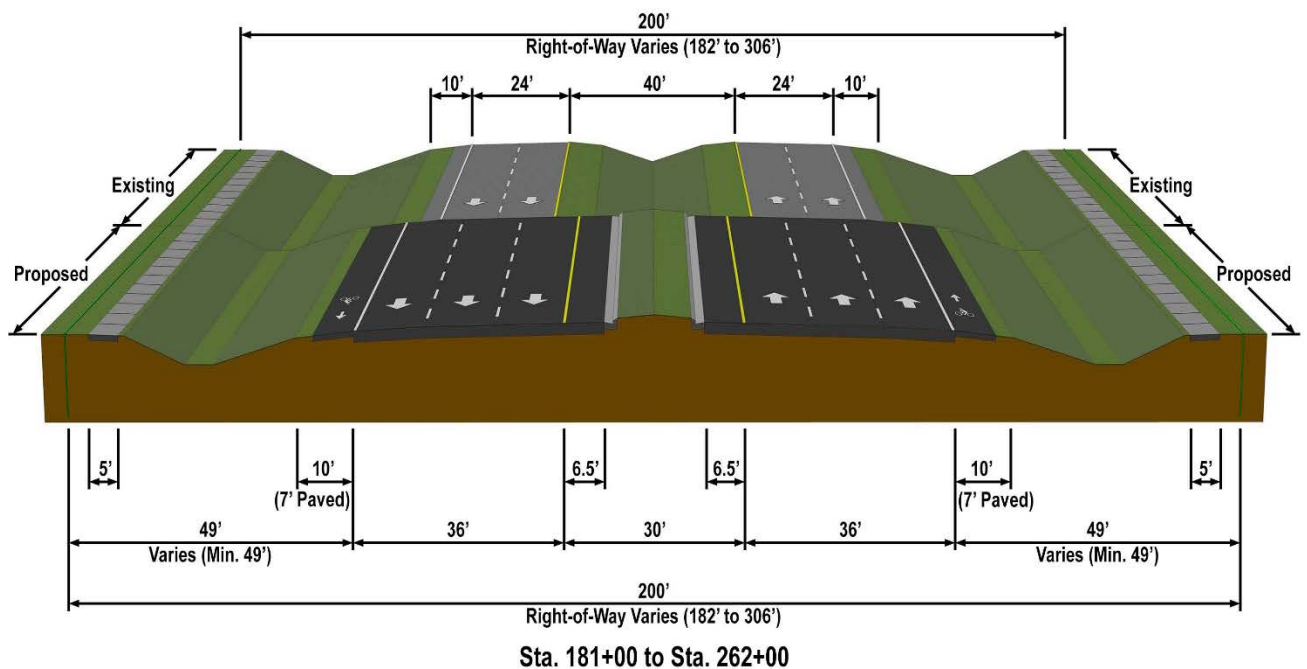 200’
Right-of-Way Varies (182’ to 306’)
10’ 24’ 40’ 24’ 10’
Existing Existing
Proposed Proposed
5’ 10’ 6.5’ 6.5’ 10’ 5’
(7’ Paved) (7’ Paved)
49’ 36’ 30’ 36’ 49’
Varies (Min. 49’) Varies (Min. 49’)
200’
Right-of-Way Varies (182’ to 306’)
Sta. 181+00 to Sta. 262+00